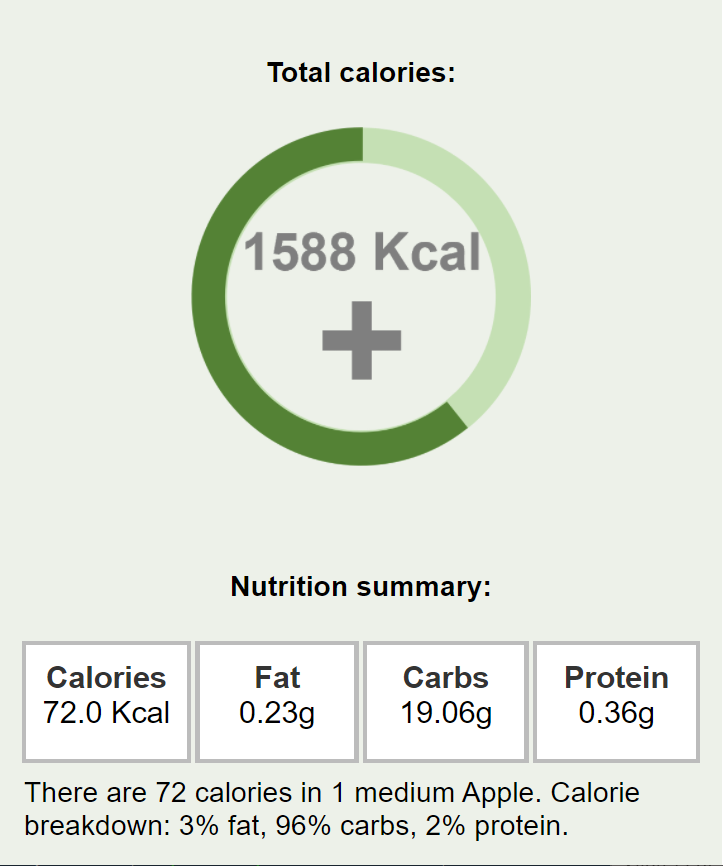 Total calories:
1588 Kcal
+
Nutrition summary:
Calories Fat Carbs Protein
72.0 Kcal 0.23g 19.06g 0.36g
There are 72 calories in 1 medium Apple. Calorie
breakdown: 3% fat, 96% carbs, 2% protein.